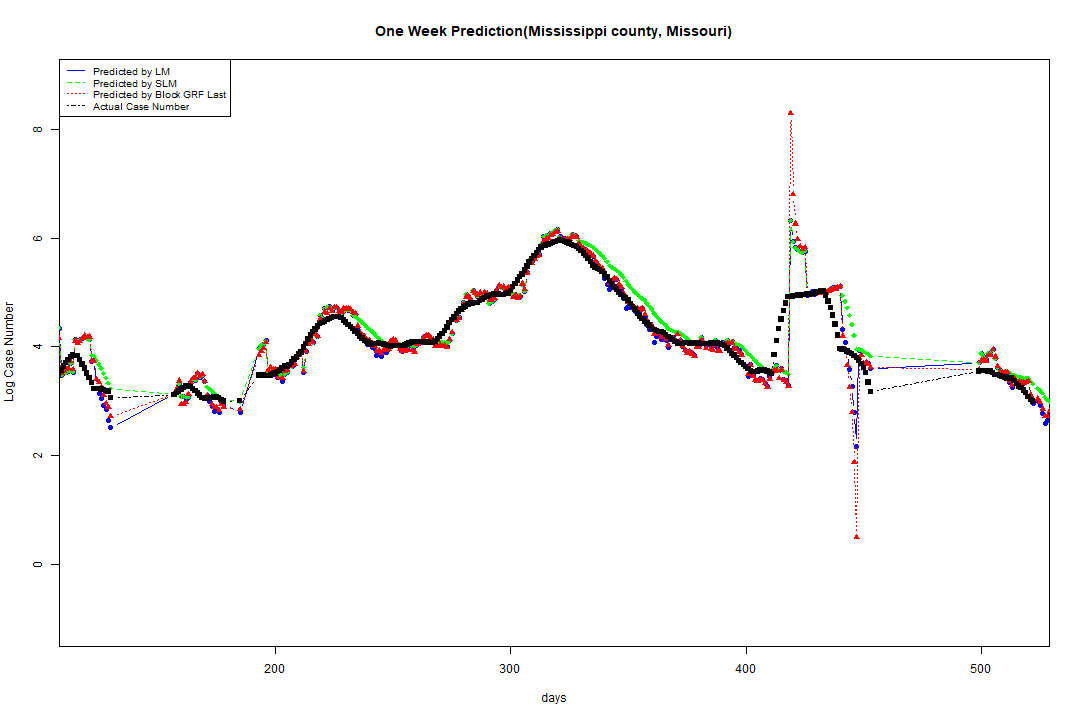 One Week Prediction(Mississippi county, Missouri)
Predicted by LM
Predicted by SLM
Predicted by Block GRF Last
Actual Case Number
Log Case Number
8
6
4
2
0
200 300 400 500
days